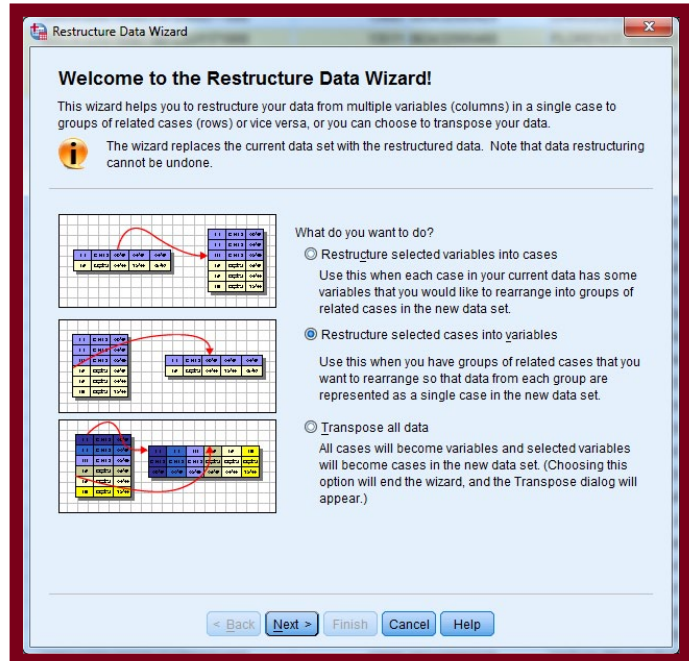 Restructure Data Wizard
Welcome to the Restructure Data Wizard!
This wizard helps you to restructure your data from multiple variables (columns) in a single case to
groups of related cases (rows) or vice versa, or you can choose to transpose your data.
The wizard replaces the current data set with the restructured data. Note that data restructuring
cannot be undone.
What do you want to do?
Restructure selected variables into cases
Use this when each case in your current data has some
variables that you would like to rearrange into groups of
related cases in the new data set.
Restructure selected cases into variables
Use this when you have groups of related cases that you
want to rearrange so that data from each group are
represented as a single case in the new data set.
Transpose all data
All cases will become variables and selected variables
will become cases in the new data set. (Choosing this
option will end the wizard, and the Transpose dialog will
appear.)
< Back Next > Finish Cancel Help